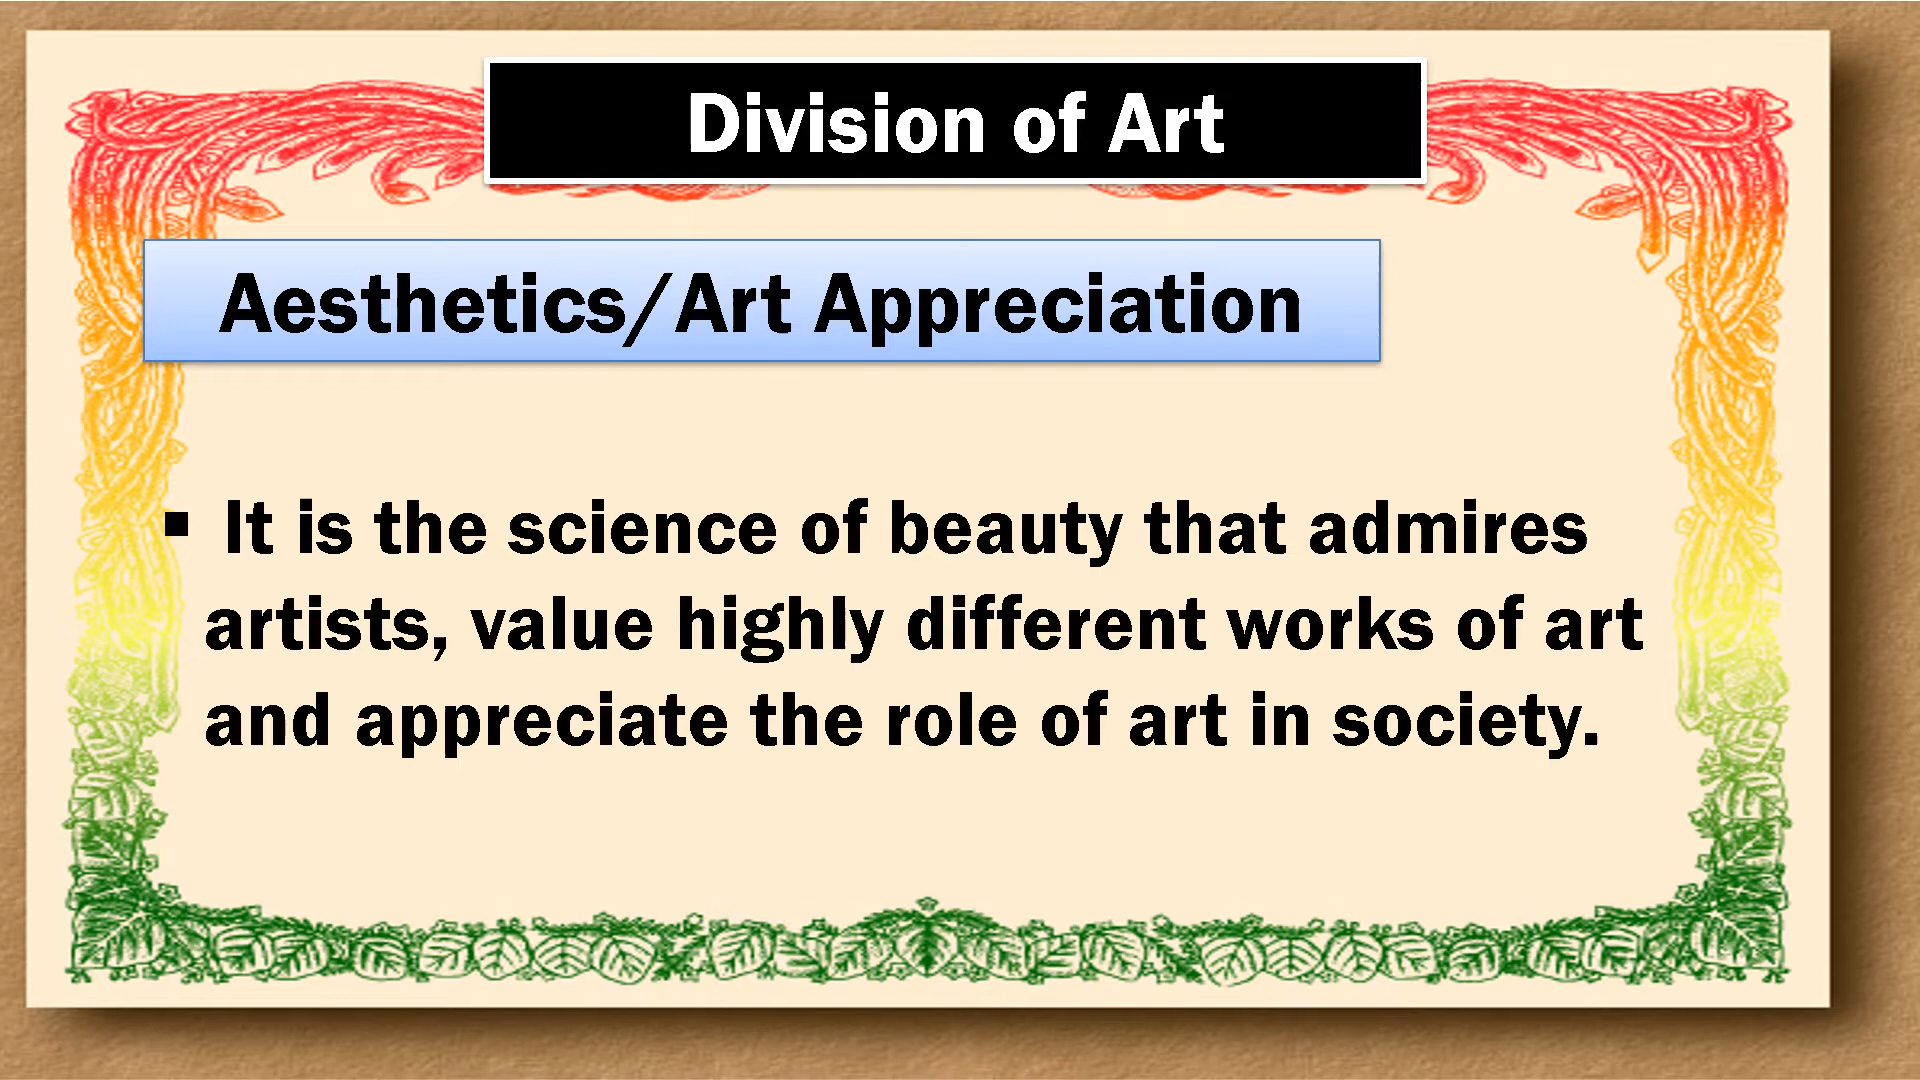 Division of Art
Aesthetics/Art Appreciation
▪ It is the science of beauty that admires
artists, value highly different works of art
and appreciate the role of art in society.